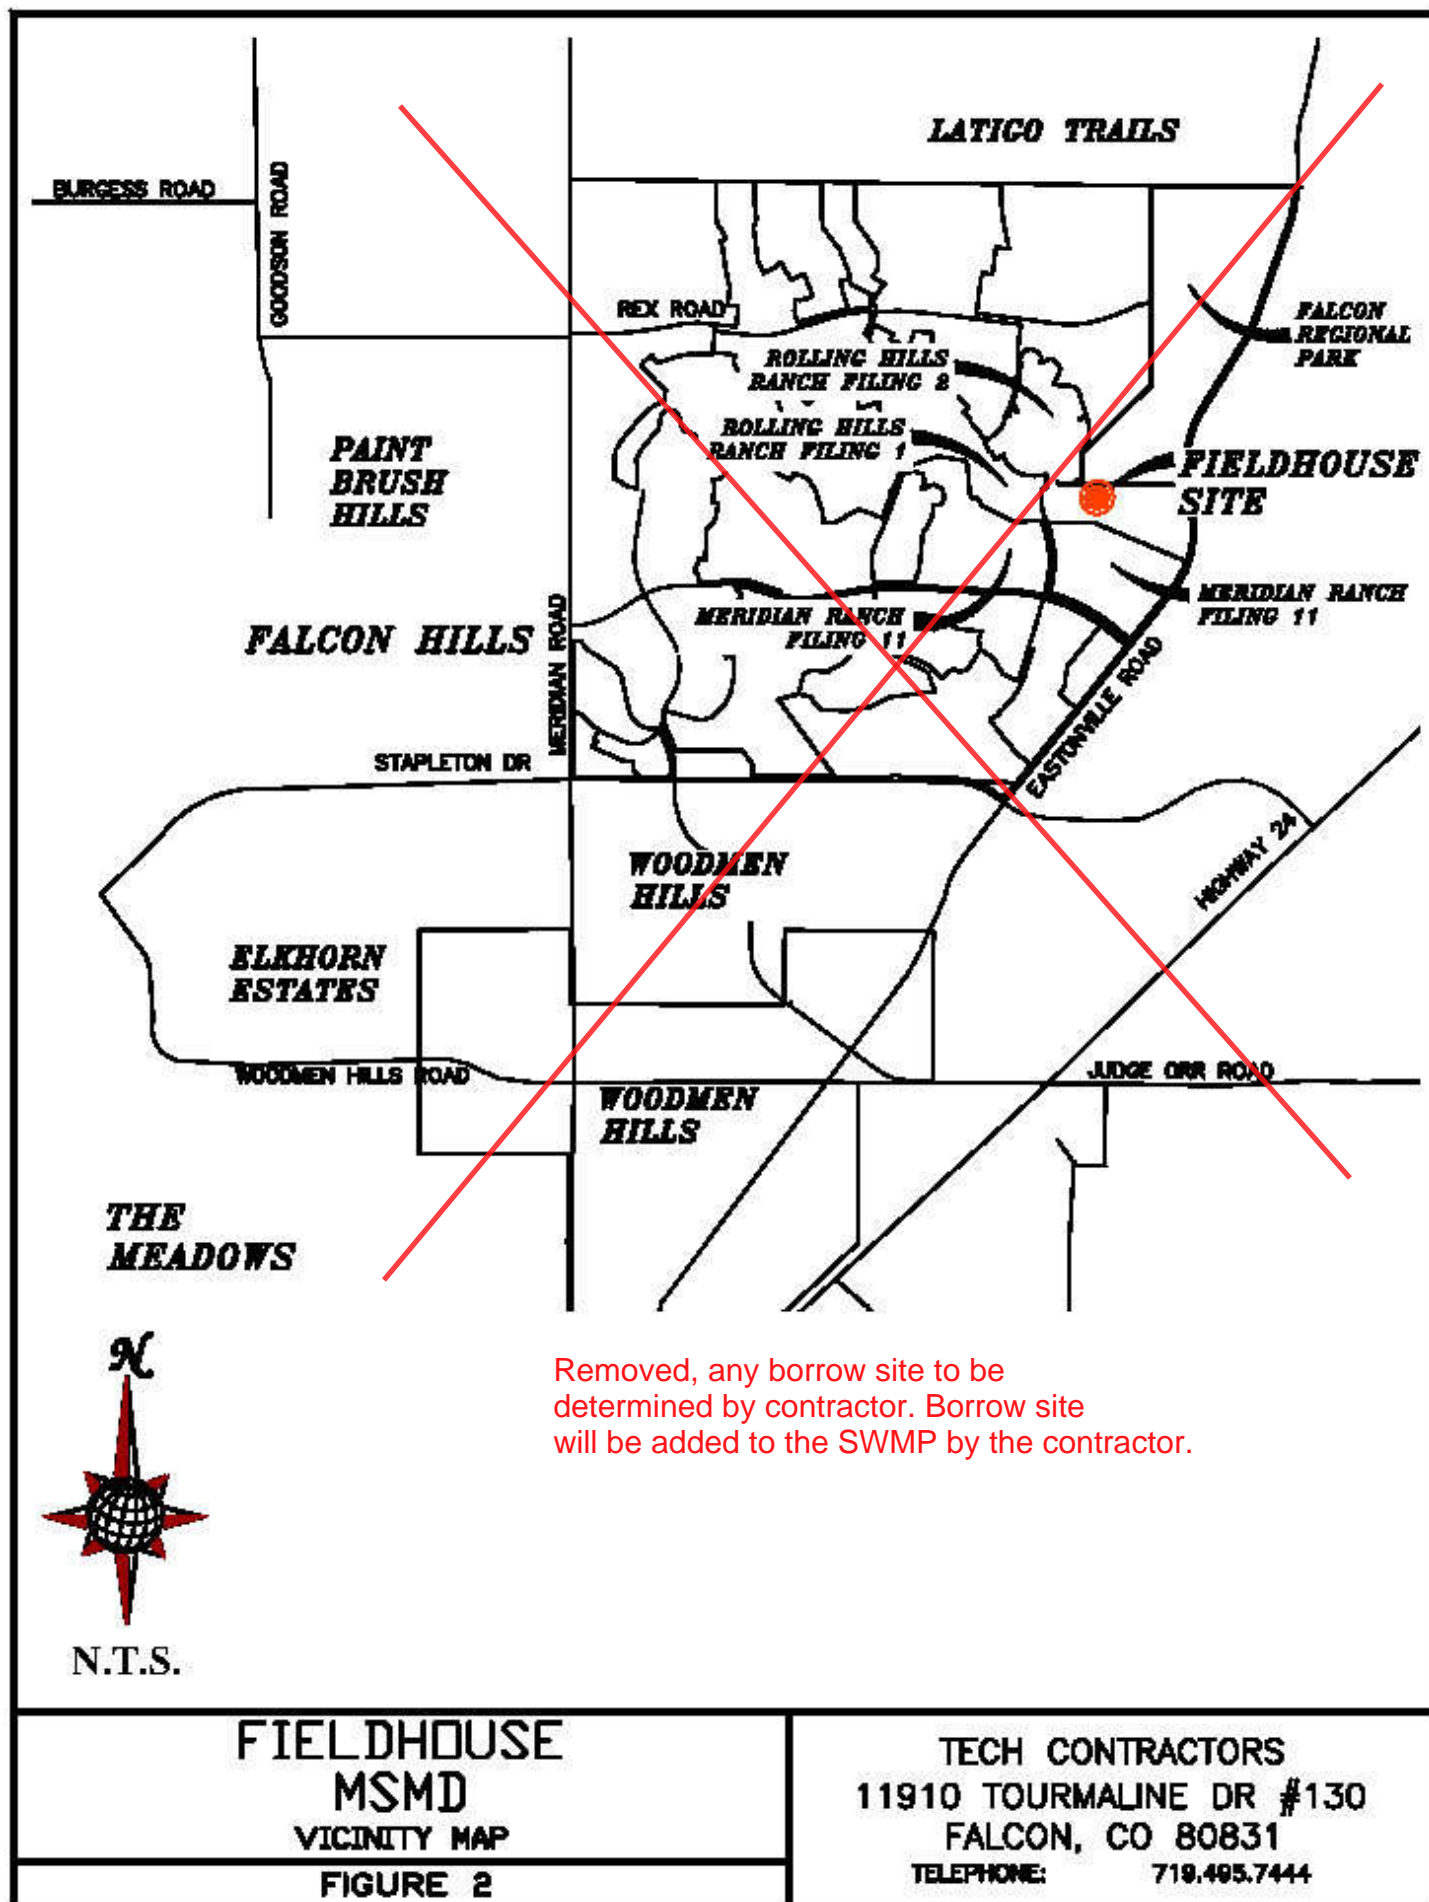 LATIGO TRAILS
BURGESS ROAD
GOODSON ROAD
REX ROAD
FALCON
REGIONAL
PARK
ROLLING HILLS
RANCH FILING 2
ROLLING HILLS
RANCH FILING 1
PAINT
BRUSH
HILLS
FIELDHOUSE
SITE
MERIDIAN RANCH
FILING 11
MERIDIAN RANCH
FILING 11
FALCON HILLS
MERIDIAN ROAD
EASTONVILLE ROAD
STAPLETON DR
HIGHWAY 24
WOODMEN
HILLS
ELKHORN
ESTATES
WOODMEN HILLS ROAD
JUDGE ORR ROAD
WOODMEN
HILLS
THE
MEADOWS
N
Removed, any borrow site to be
determined by contractor. Borrow site
will be added to the SWMP by the contractor.
N.T.S.
FIELDHOUSE
MSMD
VICINITY MAP
FIGURE 2
TECH CONTRACTORS
11910 TOURMALINE DR #130
FALCON, CO 80831
TELEPHONE: 719.495.7444